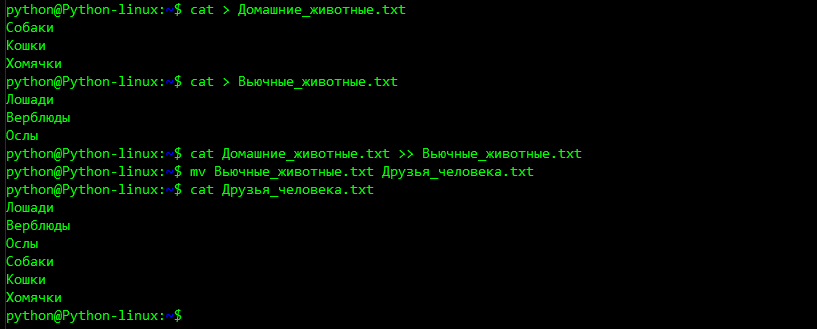 python@Python-linux:~$ cat > Домашние_животные.txt
Собаки
Кошки
Хомячки
python@Python-linux:~$ cat > Вьючные_животные.txt
Лошади
Верблюды
Ослы
python@Python-linux:~$ cat Домашние_животные.txt >> Вьючные_животные.txt
python@Python-linux:~$ mv Вьючные_животные.txt Друзья_человека.txt
python@Python-linux:~$ cat Друзья_человека.txt
Лошади
Верблюды
Ослы
Собаки
Кошки
Хомячки
python@Python-linux:~$